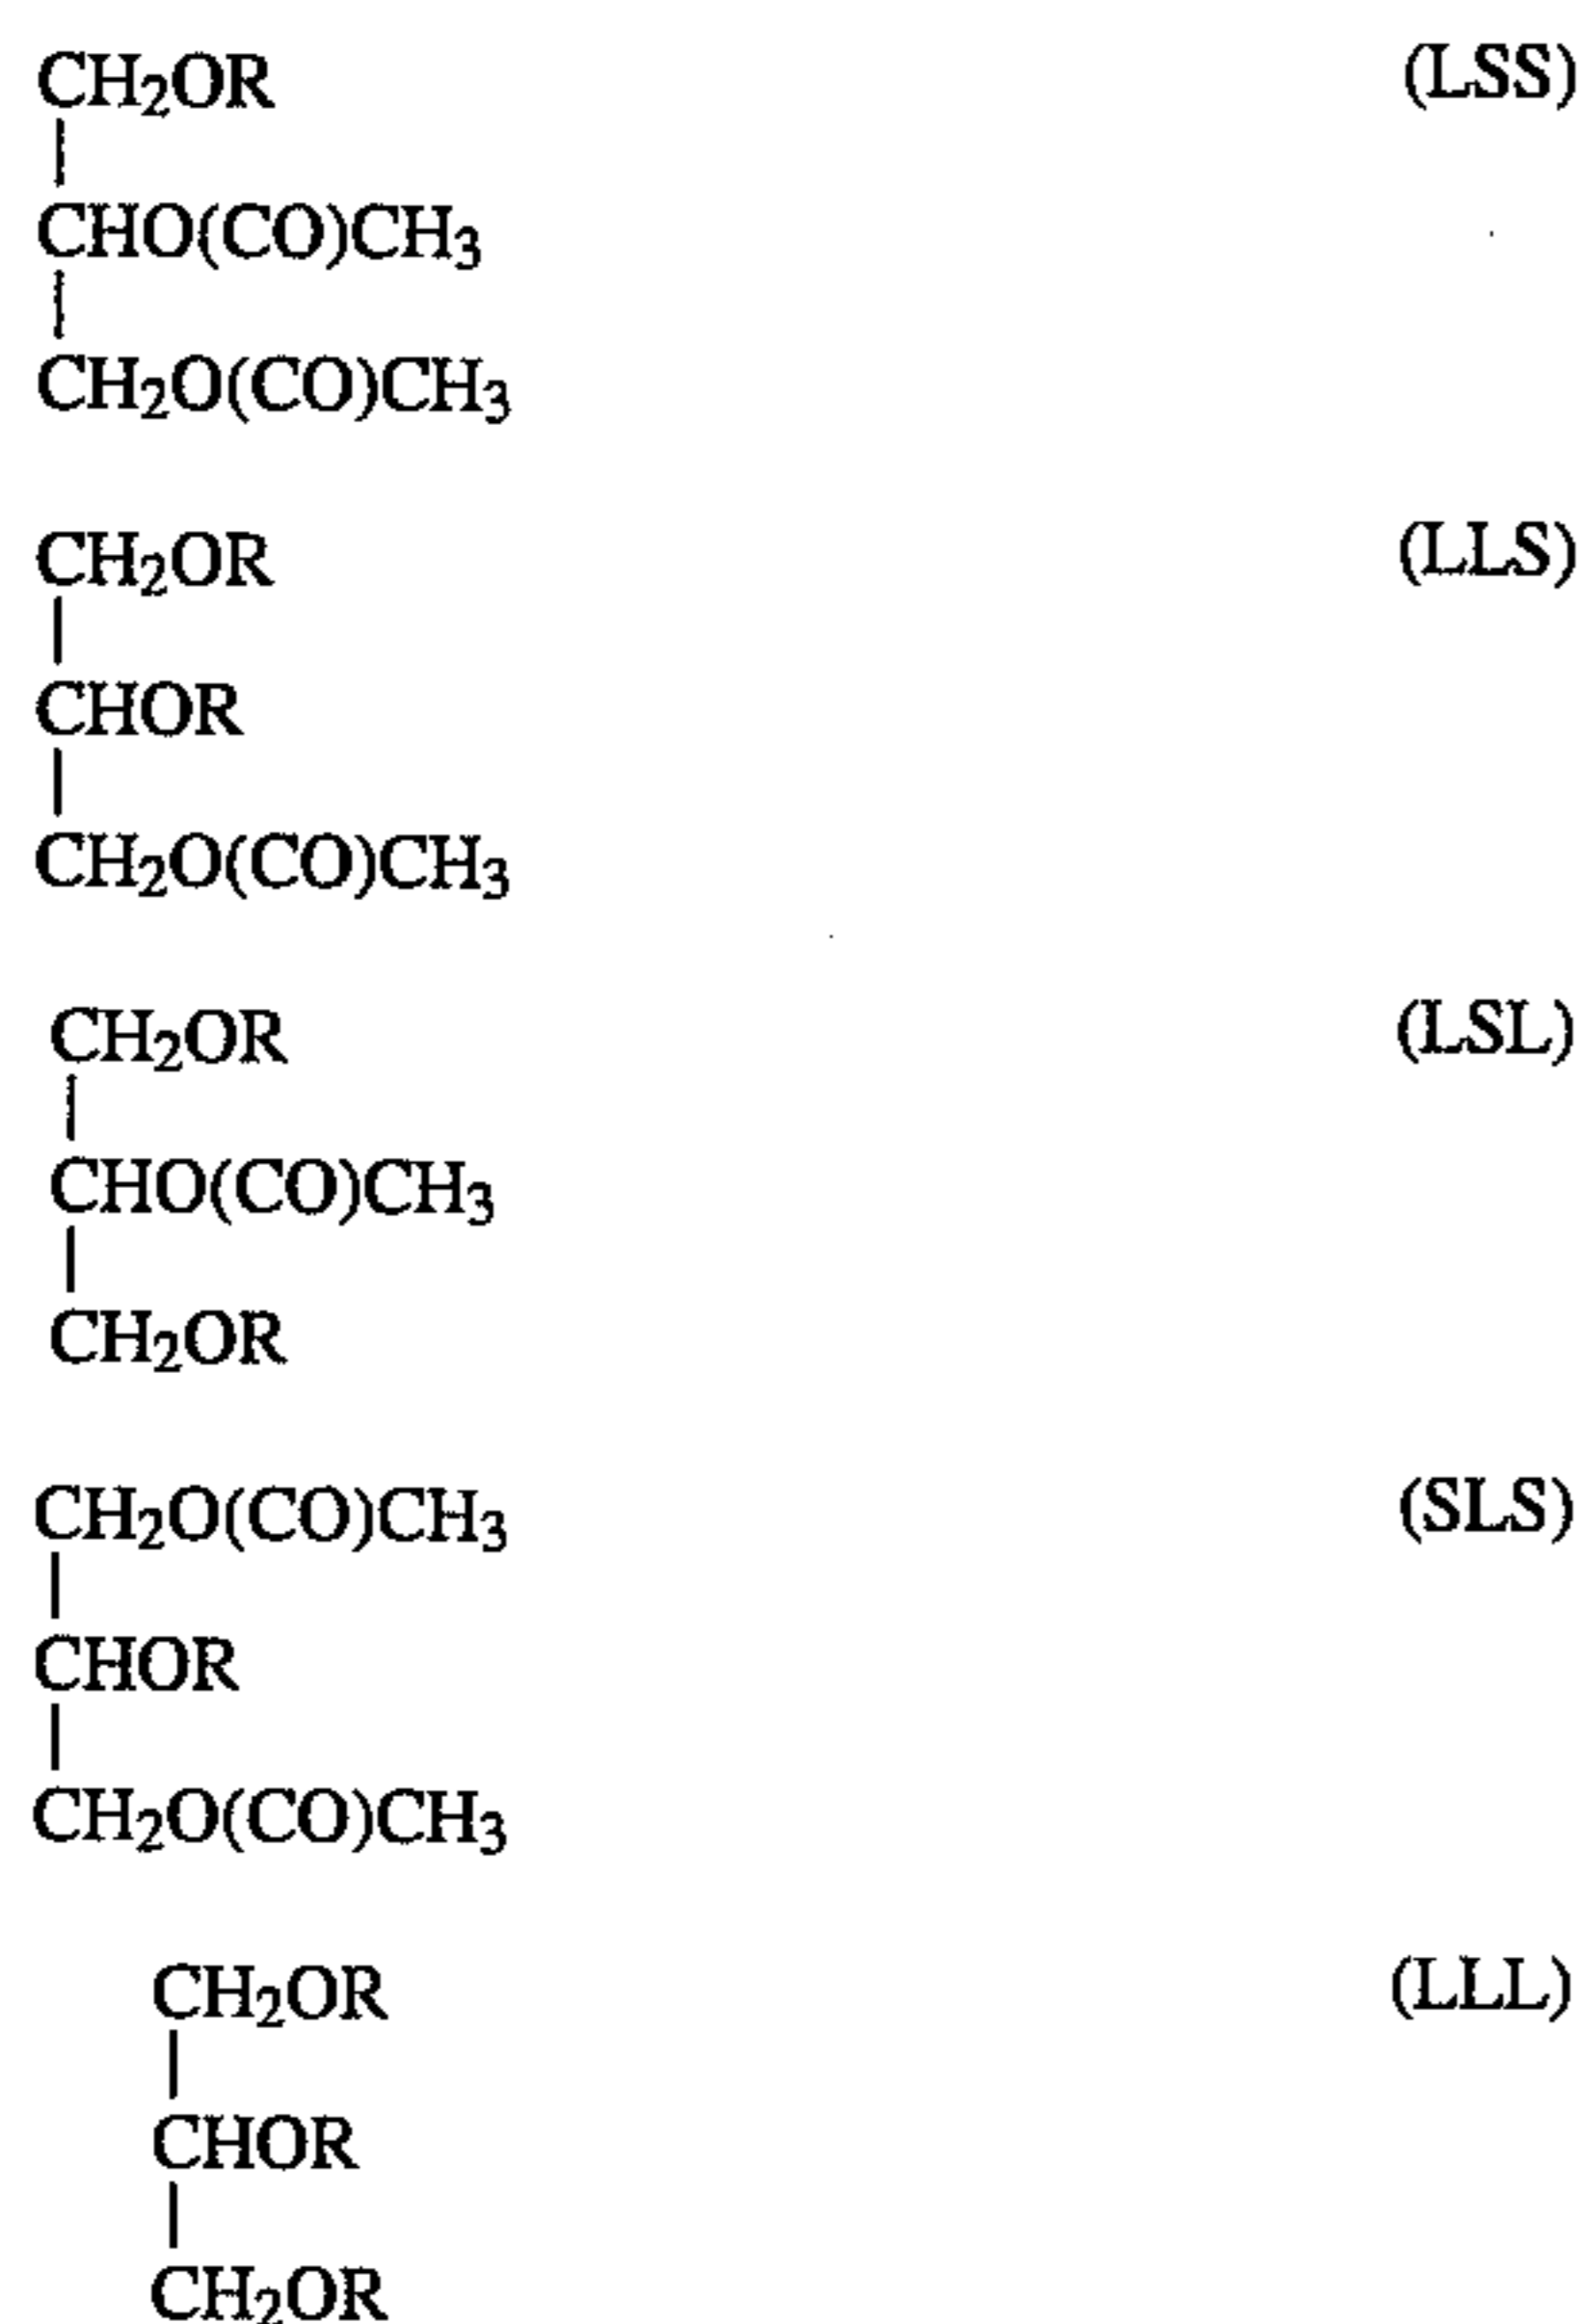 CH₂OR (LSS)
|
CHO(CO)CH₃
|
CH₂O(CO)CH₃
CH₂OR (LLS)
|
CHOR
|
CH₂O(CO)CH₃
CH₂OR (LSL)
|
CHO(CO)CH₃
|
CH₂OR
CH₂O(CO)CH₃ (SLS)
|
CHOR
|
CH₂O(CO)CH₃
CH₂OR (LLL)
|
CHOR
|
CH₂OR